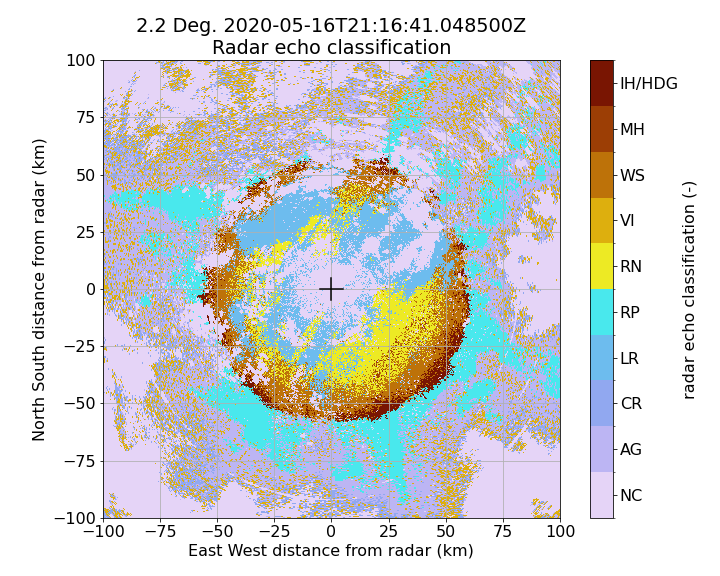 2.2 Deg. 2020-05-16T21:16:41.048500Z
Radar echo classification
100
75
50
25
0
−25
−50
−75
−100
−100
−75
−50
−25
0
25
50
75
100
North South distance from radar (km)
East West distance from radar (km)
IH/HDG
MH
WS
VI
RN
RP
LR
CR
AG
NC
radar echo classification (-)